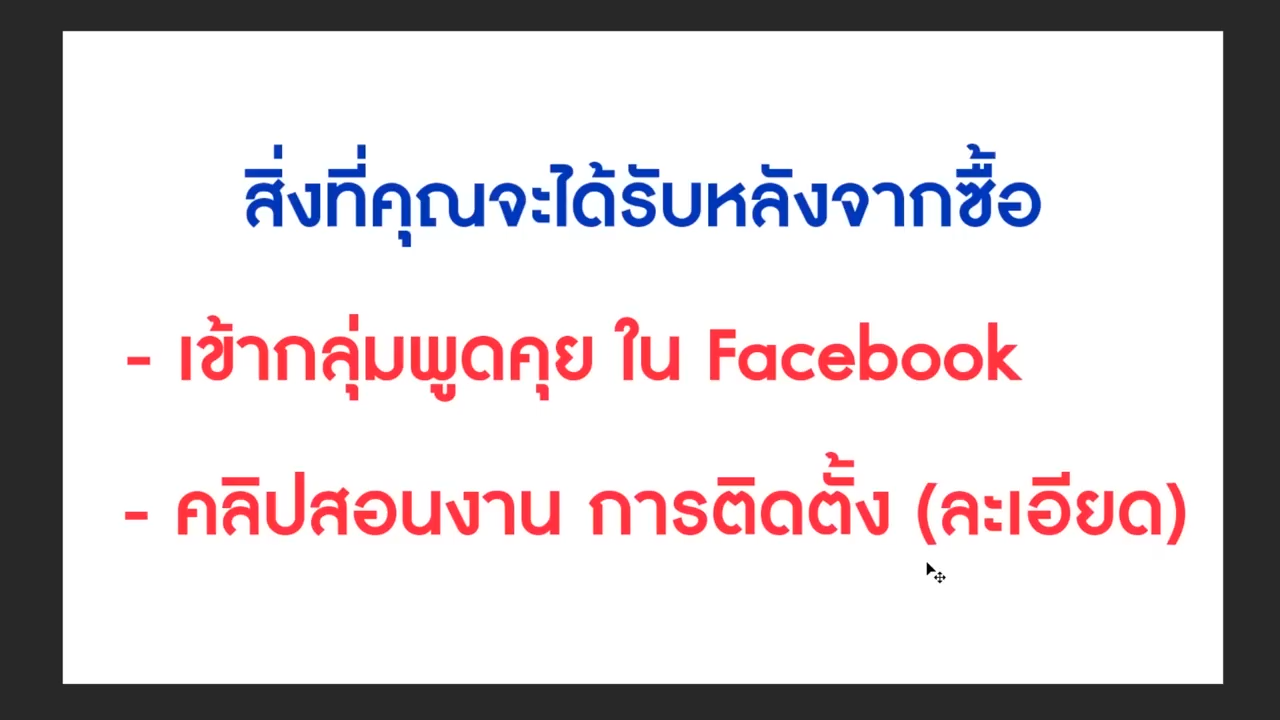 สิ่งที่คุณจะได้รับหลังจากซื้อ
- เข้ากลุ่มพูดคุย ใน Facebook
- คลิปสอนงาน การติดตั้ง (ละเอียด)